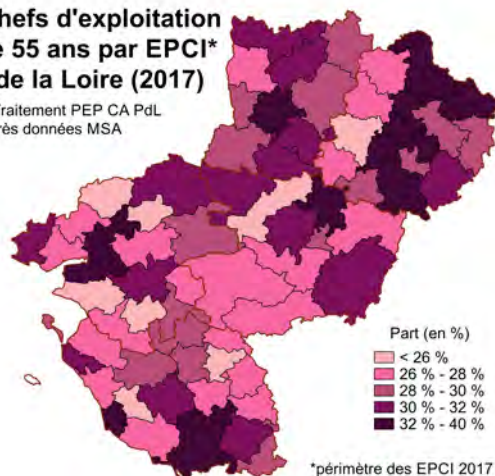 hefs d'exploitation
55 ans par EPCI*
de la Loire (2017)
raitement PEP CA PdL
données MSA
Part (en %)
< 26 %
26 % - 28 %
28 % - 30 %
30 % - 32 %
32 % - 40 %
*périmètre des EPCI 2017